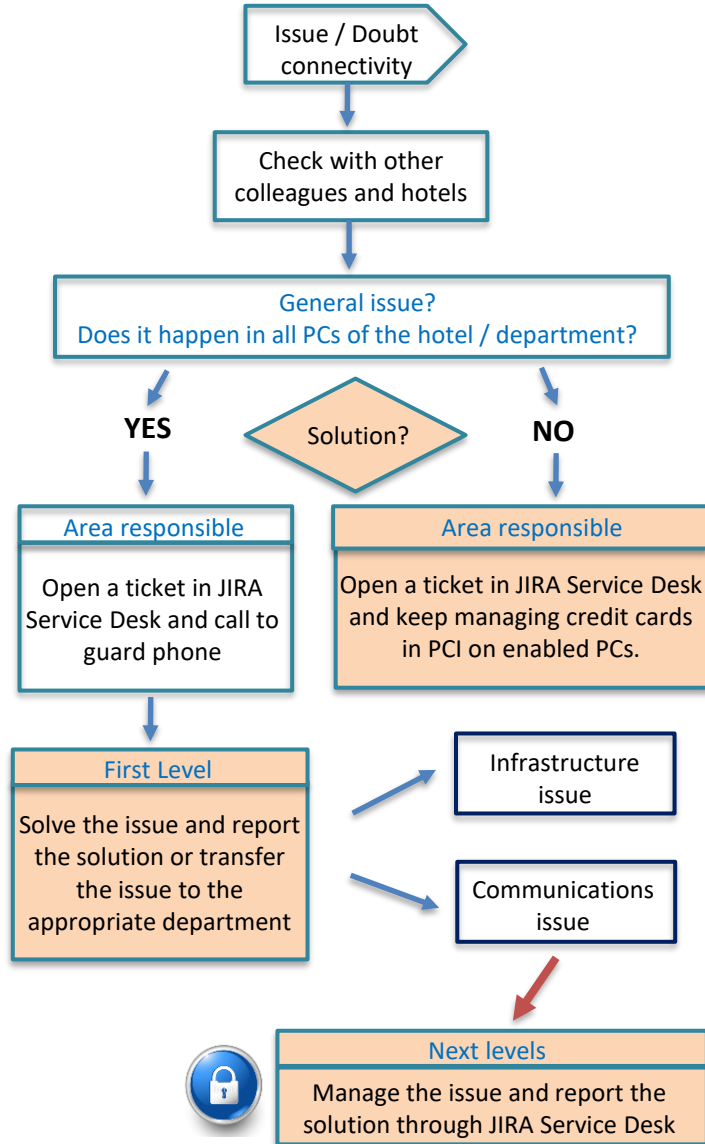 Issue / Doubt
connectivity
Check with other
colleagues and hotels
General issue?
Does it happen in all PCs of the hotel / department?
YES
Solution?
NO
Area responsible
Open a ticket in JIRA
Service Desk and call to
guard phone
Area responsible
Open a ticket in JIRA Service Desk
and keep managing credit cards
in PCI on enabled PCs.
First Level
Solve the issue and report
the solution or transfer
the issue to the
appropriate department
Infrastructure
issue
Communications
issue
Next levels
Manage the issue and report the
solution through JIRA Service Desk